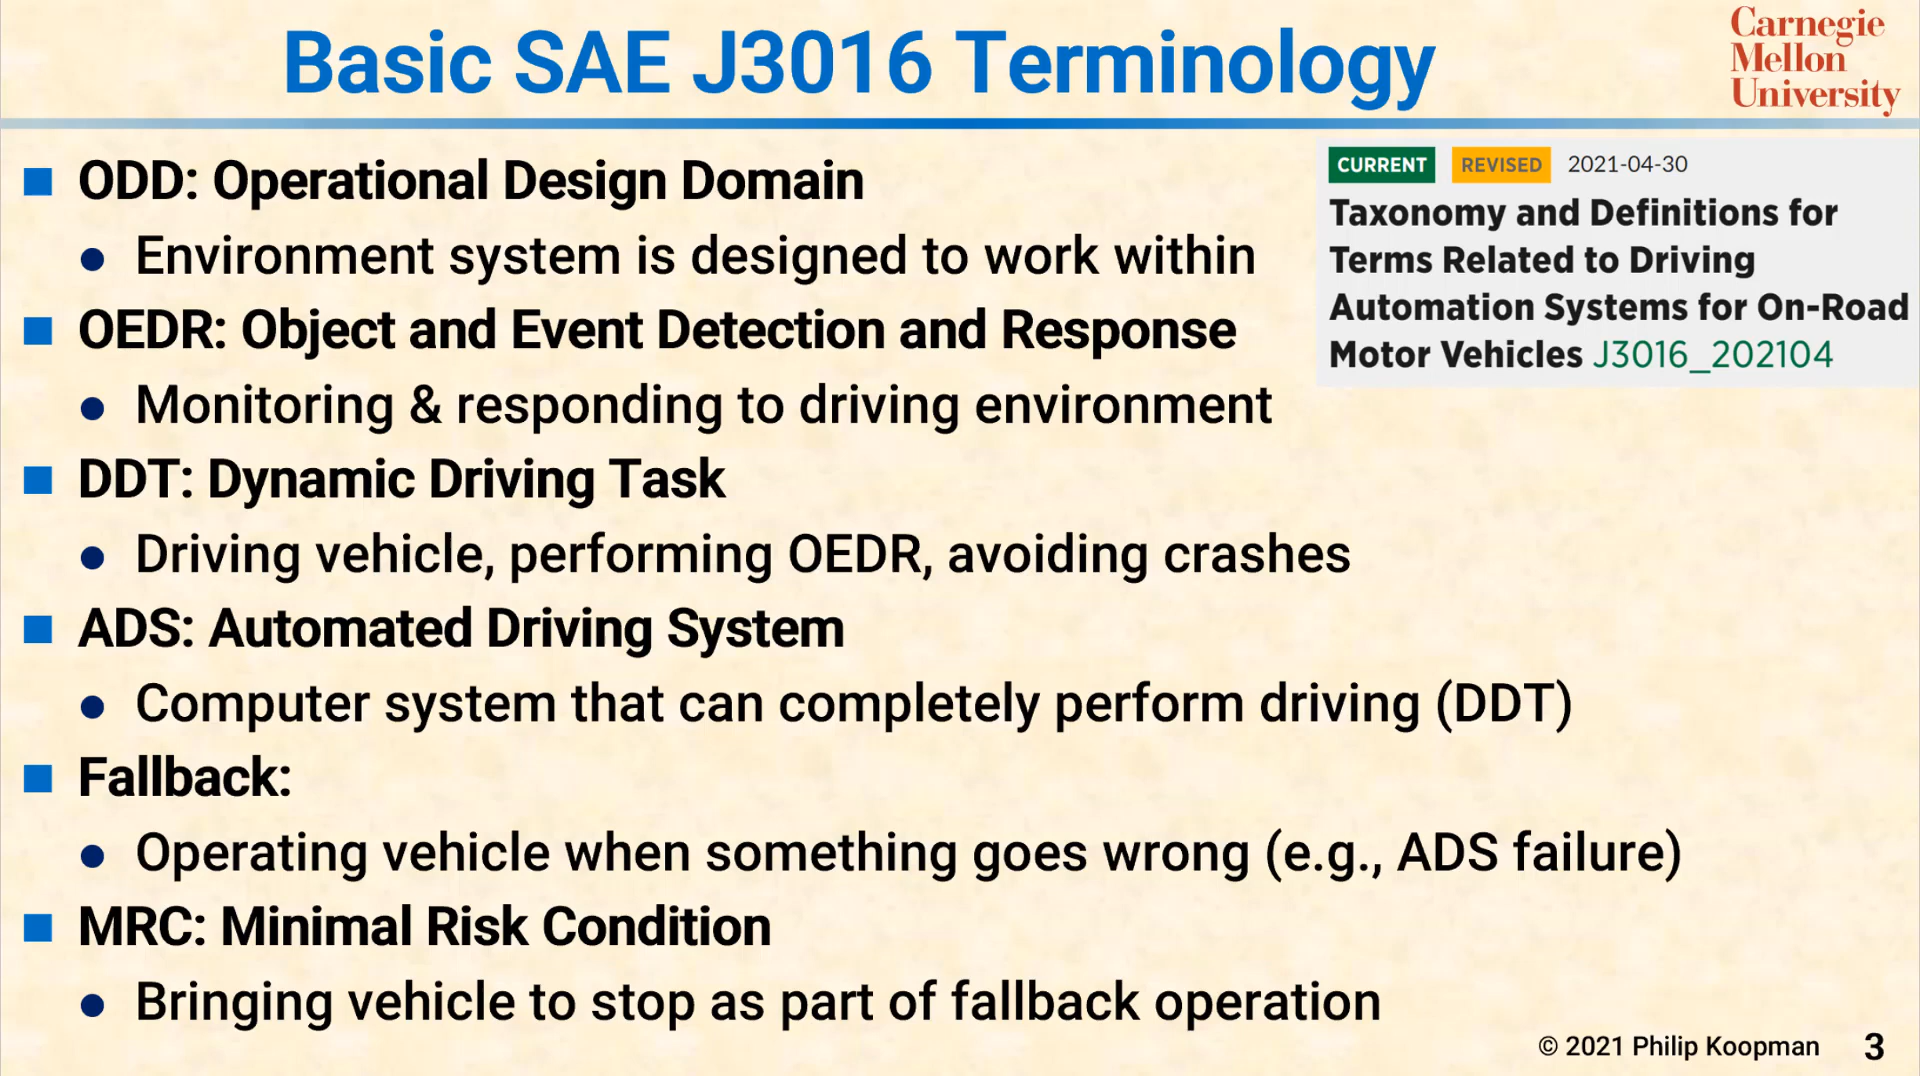 Basic SAE J3016 Terminology
Carnegie
Mellon
University
ODD: Operational Design Domain
Environment system is designed to work within
OEDR: Object and Event Detection and Response
Monitoring & responding to driving environment
DDT: Dynamic Driving Task
Driving vehicle, performing OEDR, avoiding crashes
ADS: Automated Driving System
Computer system that can completely perform driving (DDT)
Fallback:
Operating vehicle when something goes wrong (e.g., ADS failure)
MRC: Minimal Risk Condition
Bringing vehicle to stop as part of fallback operation
CURRENT REVISED 2021-04-30
Taxonomy and Definitions for
Terms Related to Driving
Automation Systems for On-Road
Motor Vehicles J3016_202104
© 2021 Philip Koopman 3